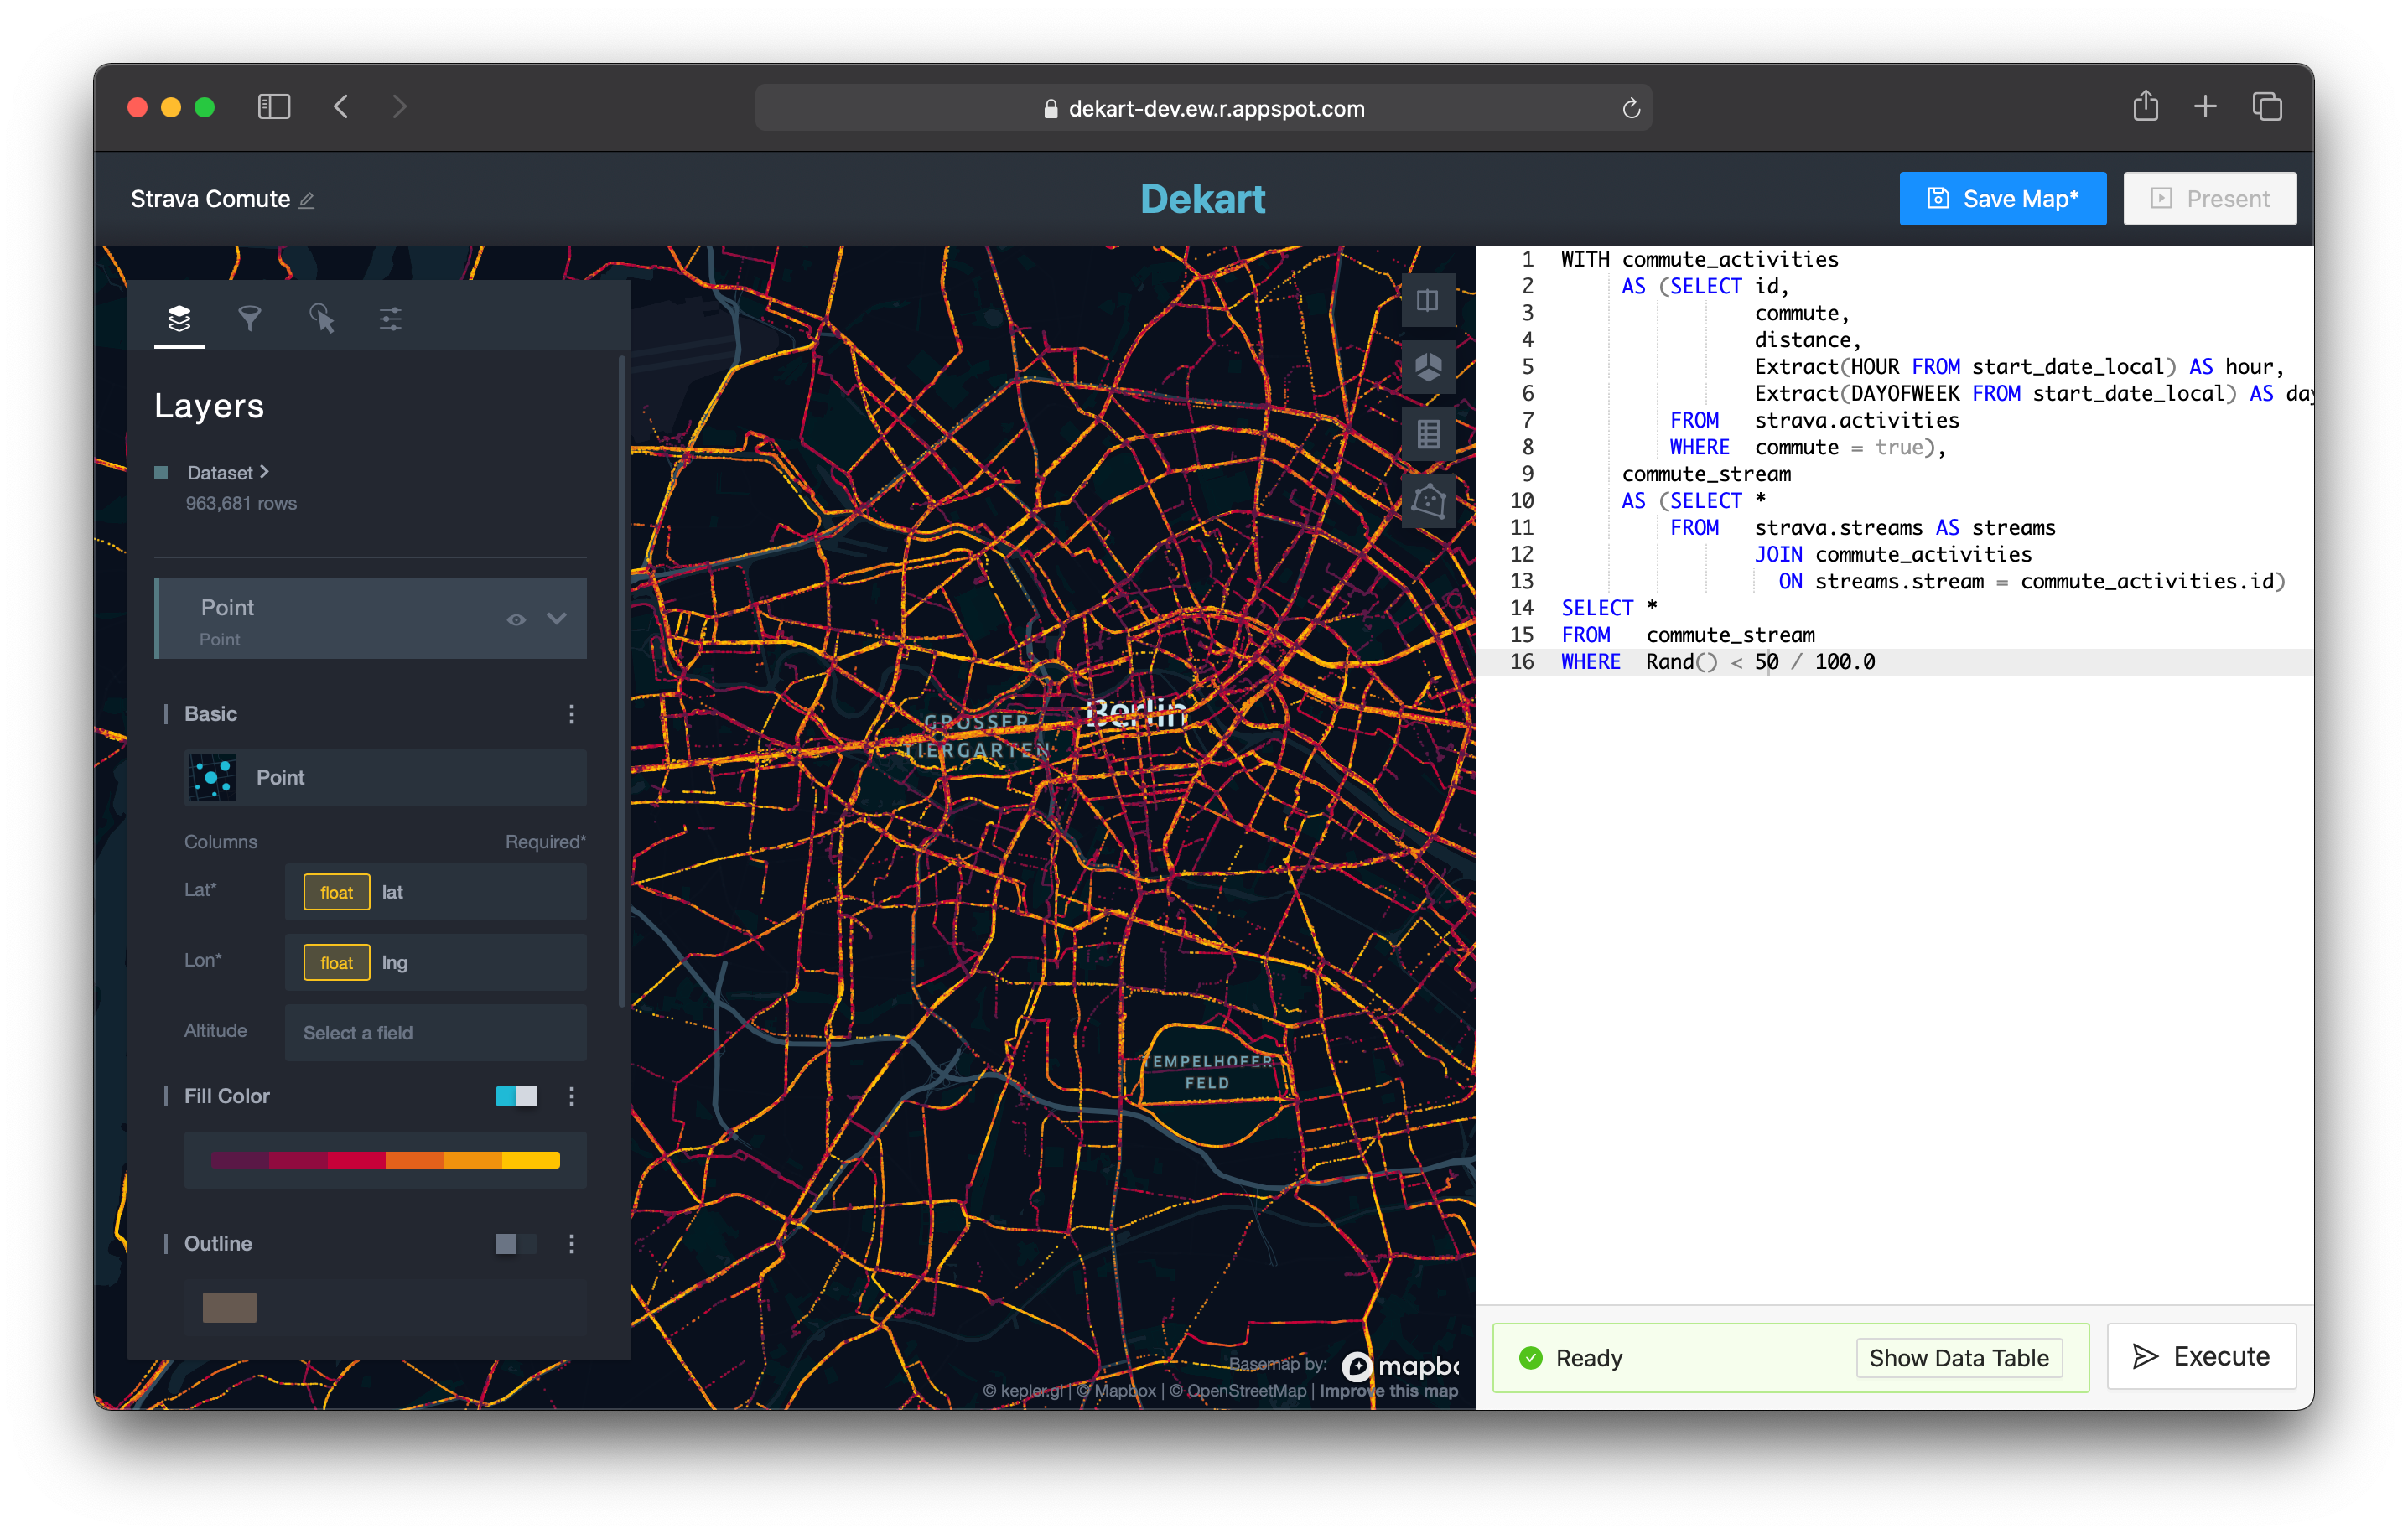 dekart-dev.ew.r.appspot.com
Strava Comute
Dekart
Save Map*
Present
Layers
Dataset
963,681 rows
Point
Point
Basic
Point
Columns Required*
Lat* float lat
Lon* float lng
Altitude Select a field
Fill Color
Outline
Berlin
GROSSER
TIERGARTEN
TEMPELHOFER
FELD
Basemap by: mapbo
© kepler.gl | © Mapbox | © OpenStreetMap | Improve this map
1 WITH commute_activities
2 AS (SELECT id,
3 commute,
4 distance,
5 Extract(HOUR FROM start_date_local) AS hour,
6 Extract(DAYOFWEEK FROM start_date_local) AS day
7 FROM strava.activities
8 WHERE commute = true),
9 commute_stream
10 AS (SELECT *
11 FROM strava.streams AS streams
12 JOIN commute_activities
13 ON streams.stream = commute_activities.id)
14 SELECT *
15 FROM commute_stream
16 WHERE Rand() < 50 / 100.0
Ready
Show Data Table
Execute